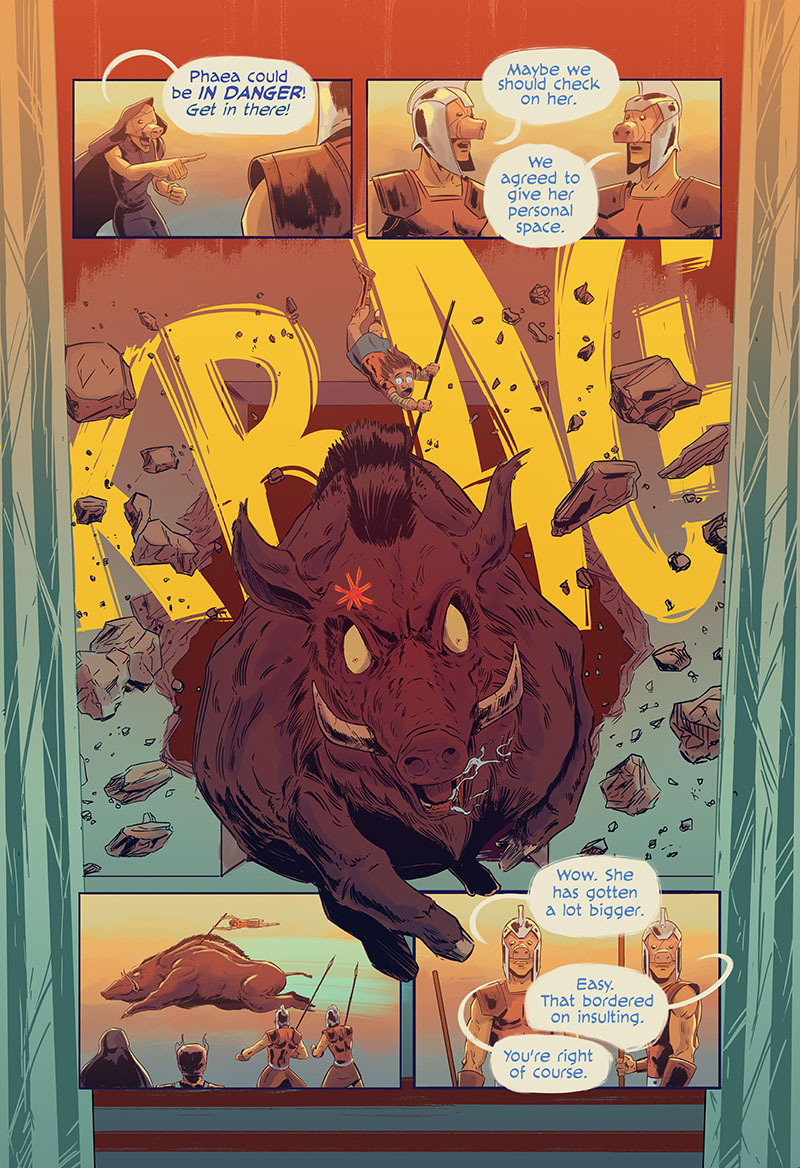 Phaea could
be IN DANGER!
Get in there!
Maybe we
should check
on her.
We
agreed to
give her
personal
space.
KRAG
Wow. She
has gotten
a lot bigger.
Easy.
That bordered
on insulting.
You're right
of course.